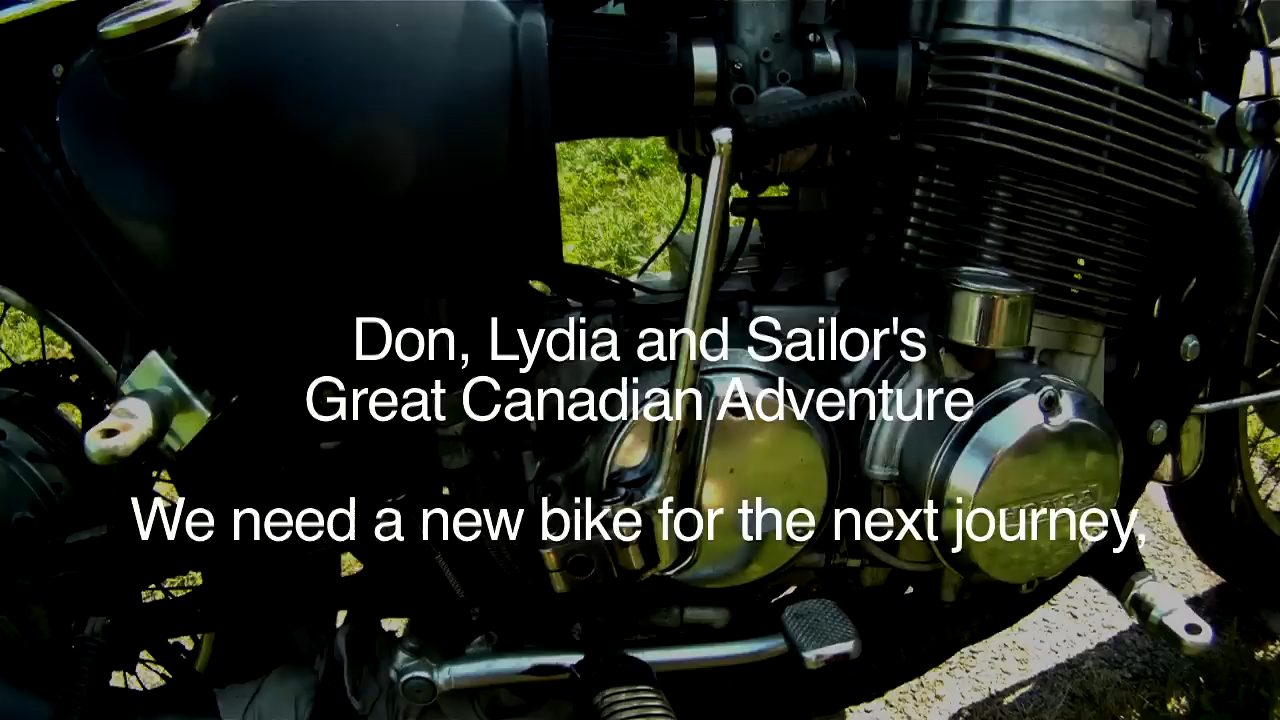 Don, Lydia and Sailor's
Great Canadian Adventure
We need a new bike for the next journey,